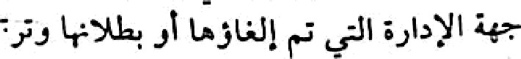 جهة الإدارة التي تم إلغاؤها أو بطلانها وتر